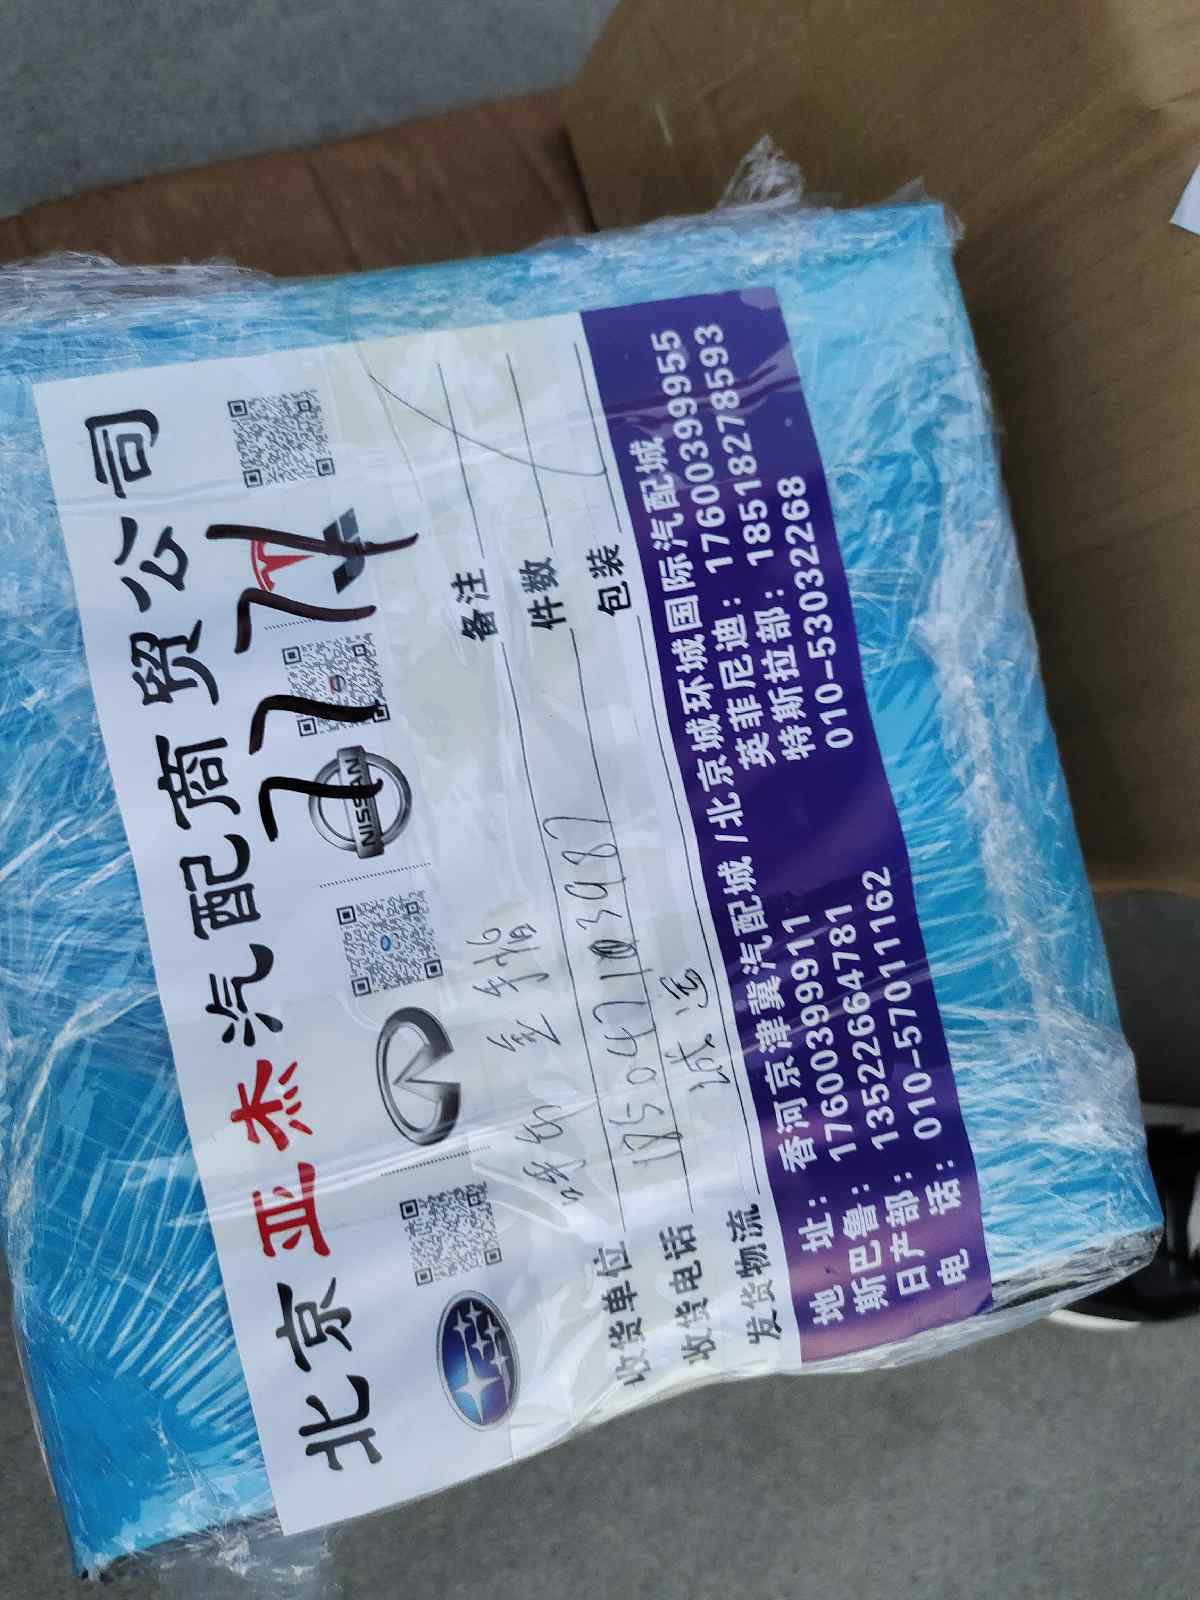 北京亚杰汽配商贸公司
7774
NISSAN
收货单位
备注
收货电话 185047103987
件数
发货物流
包装
地 址：香河京津冀汽配城 / 北京城环城国际汽配城
斯巴鲁：17600399911 英菲尼迪：17600399955
日产部：13522664781 特斯拉部：18518278593
电 话：010-57011162 010-53032268